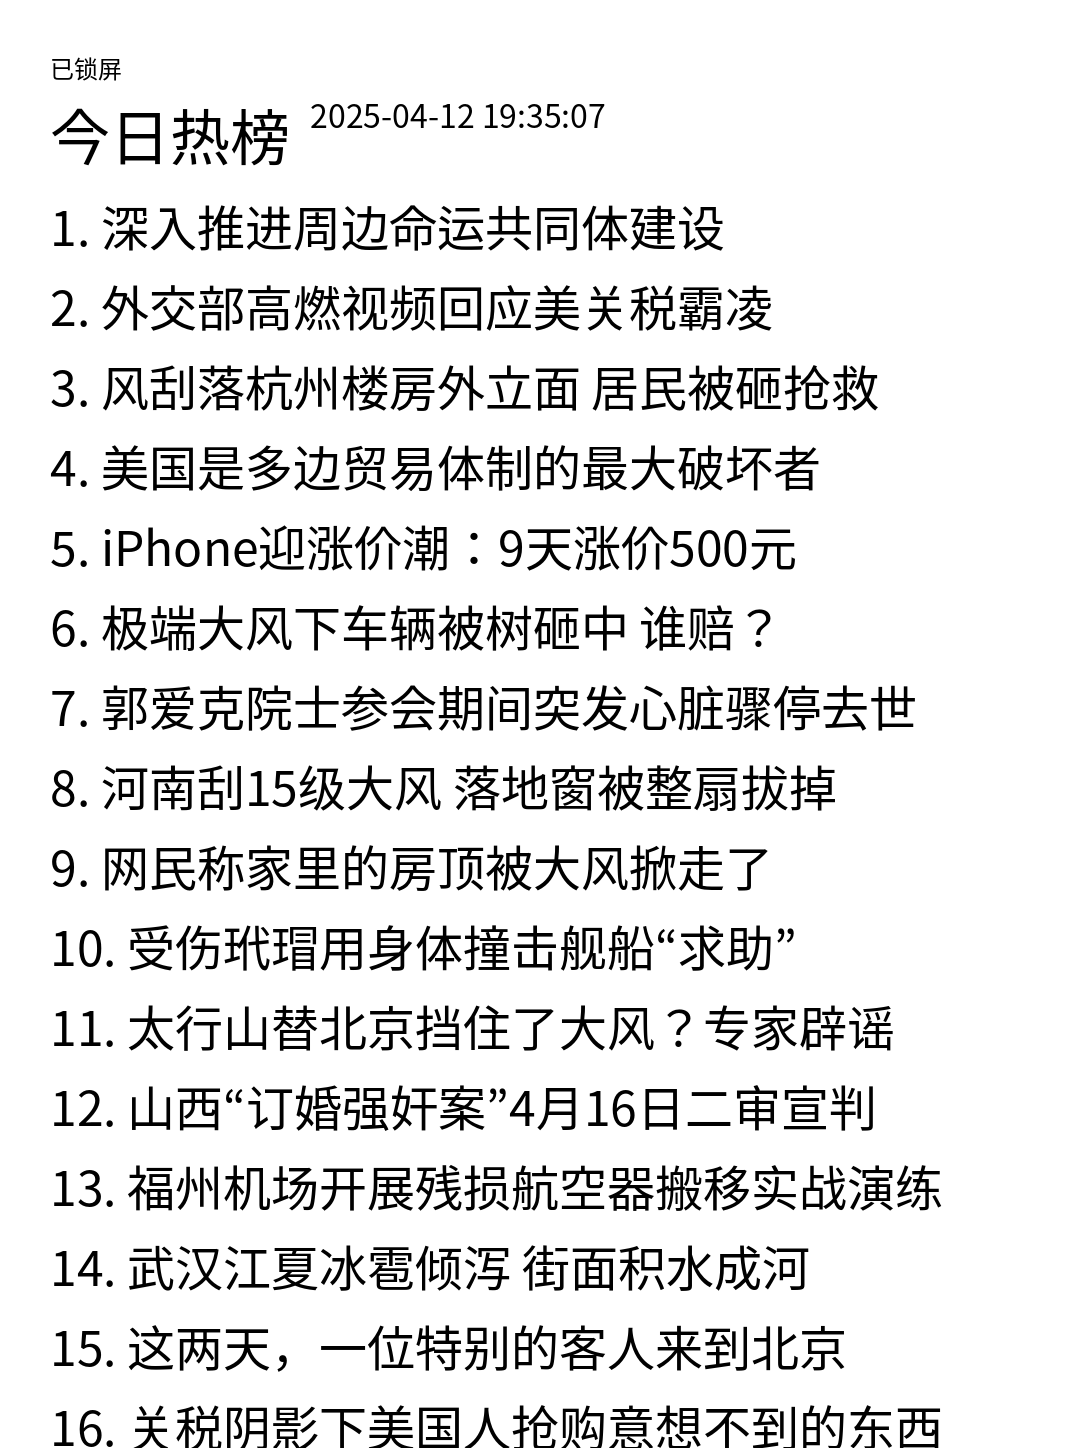 已锁屏
今日热榜 2025-04-12 19:35:07
1. 深入推进周边命运共同体建设
2. 外交部高燃视频回应美关税霸凌
3. 风刮落杭州楼房外立面 居民被砸抢救
4. 美国是多边贸易体制的最大破坏者
5. iPhone迎涨价潮：9天涨价500元
6. 极端大风下车辆被树砸中 谁赔？
7. 郭爱克院士参会期间突发心脏骤停去世
8. 河南刮15级大风 落地窗被整扇拔掉
9. 网民称家里的房顶被大风掀走了
10. 受伤玳瑁用身体撞击舰船“求助”
11. 太行山替北京挡住了大风？专家辟谣
12. 山西“订婚强奸案”4月16日二审宣判
13. 福州机场开展残损航空器搬移实战演练
14. 武汉江夏冰雹倾泻 街面积水成河
15. 这两天，一位特别的客人来到北京
16. 关税阴影下美国人抢购意想不到的东西